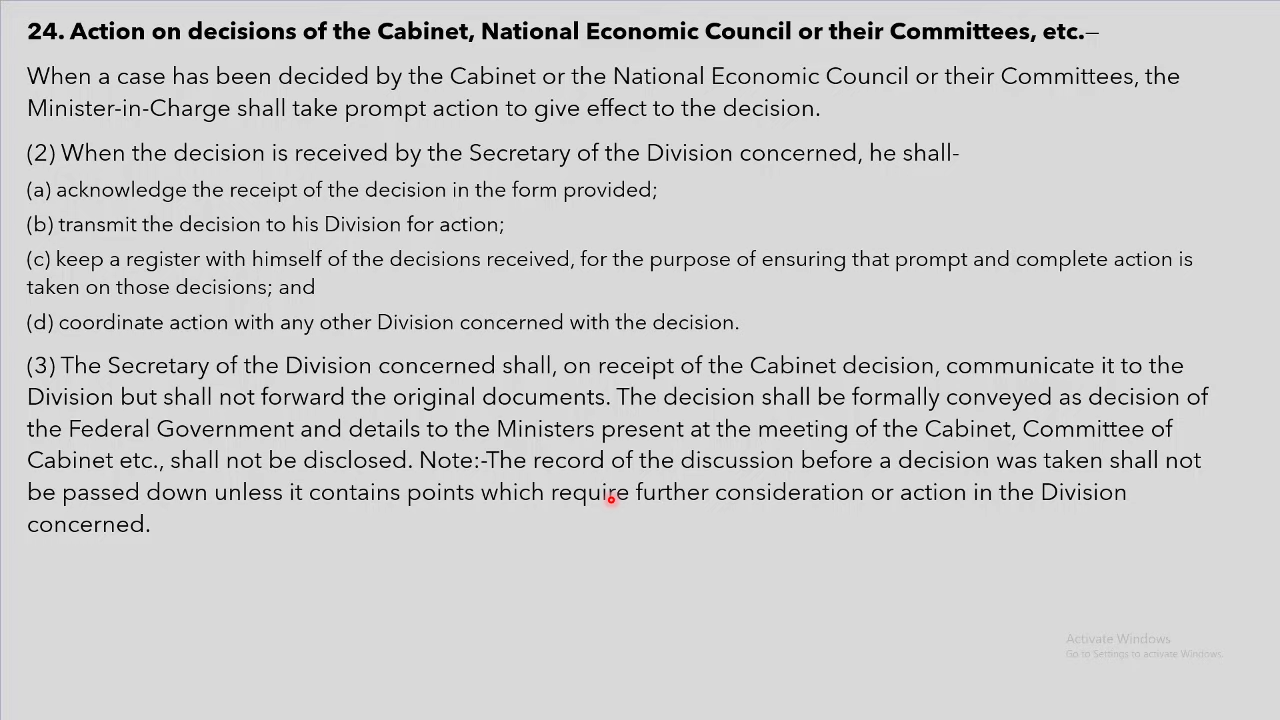 24. Action on decisions of the Cabinet, National Economic Council or their Committees, etc.—
When a case has been decided by the Cabinet or the National Economic Council or their Committees, the
Minister-in-Charge shall take prompt action to give effect to the decision.
(2) When the decision is received by the Secretary of the Division concerned, he shall-
(a) acknowledge the receipt of the decision in the form provided;
(b) transmit the decision to his Division for action;
(c) keep a register with himself of the decisions received, for the purpose of ensuring that prompt and complete action is
taken on those decisions; and
(d) coordinate action with any other Division concerned with the decision.
(3) The Secretary of the Division concerned shall, on receipt of the Cabinet decision, communicate it to the
Division but shall not forward the original documents. The decision shall be formally conveyed as decision of
the Federal Government and details to the Ministers present at the meeting of the Cabinet, Committee of
Cabinet etc., shall not be disclosed. Note:-The record of the discussion before a decision was taken shall not
be passed down unless it contains points which require further consideration or action in the Division
concerned.
Activate Windows
Go to Settings to activate Windows.